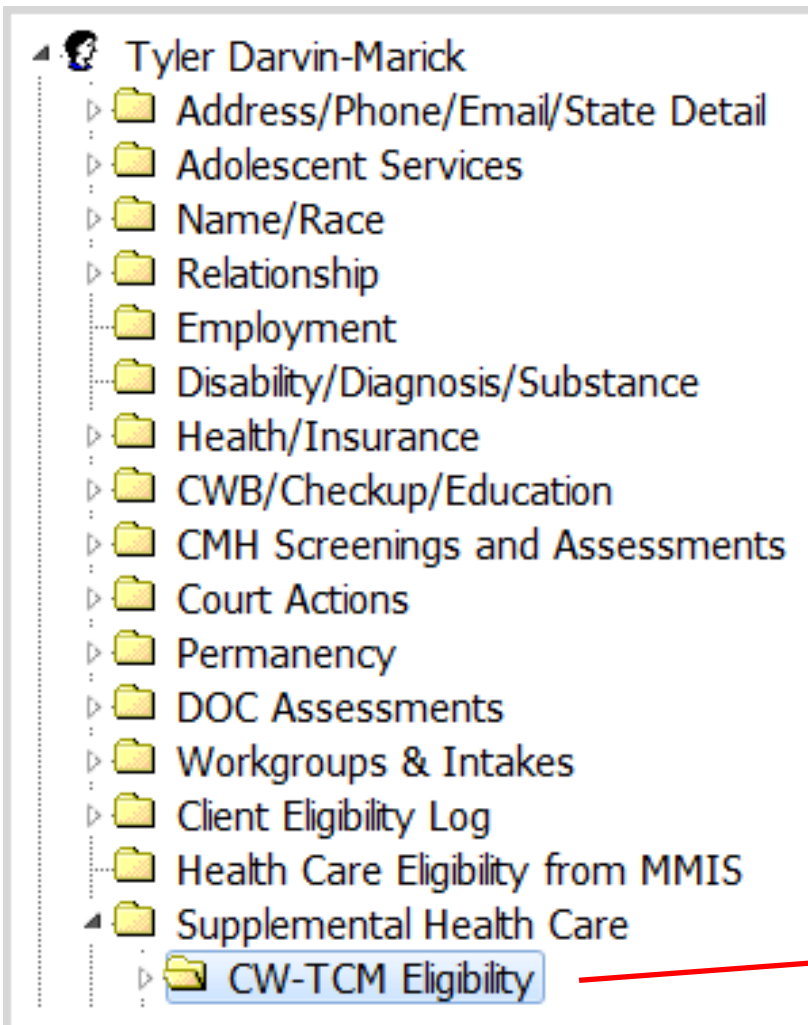 Tyler Darvin-Marick
Address/Phone/Email/State Detail
Adolescent Services
Name/Race
Relationship
Employment
Disability/Diagnosis/Substance
Health/Insurance
CWB/Checkup/Education
CMH Screenings and Assessments
Court Actions
Permanency
DOC Assessments
Workgroups & Intakes
Client Eligibility Log
Health Care Eligibility from MMIS
Supplemental Health Care
CW-TCM Eligibility